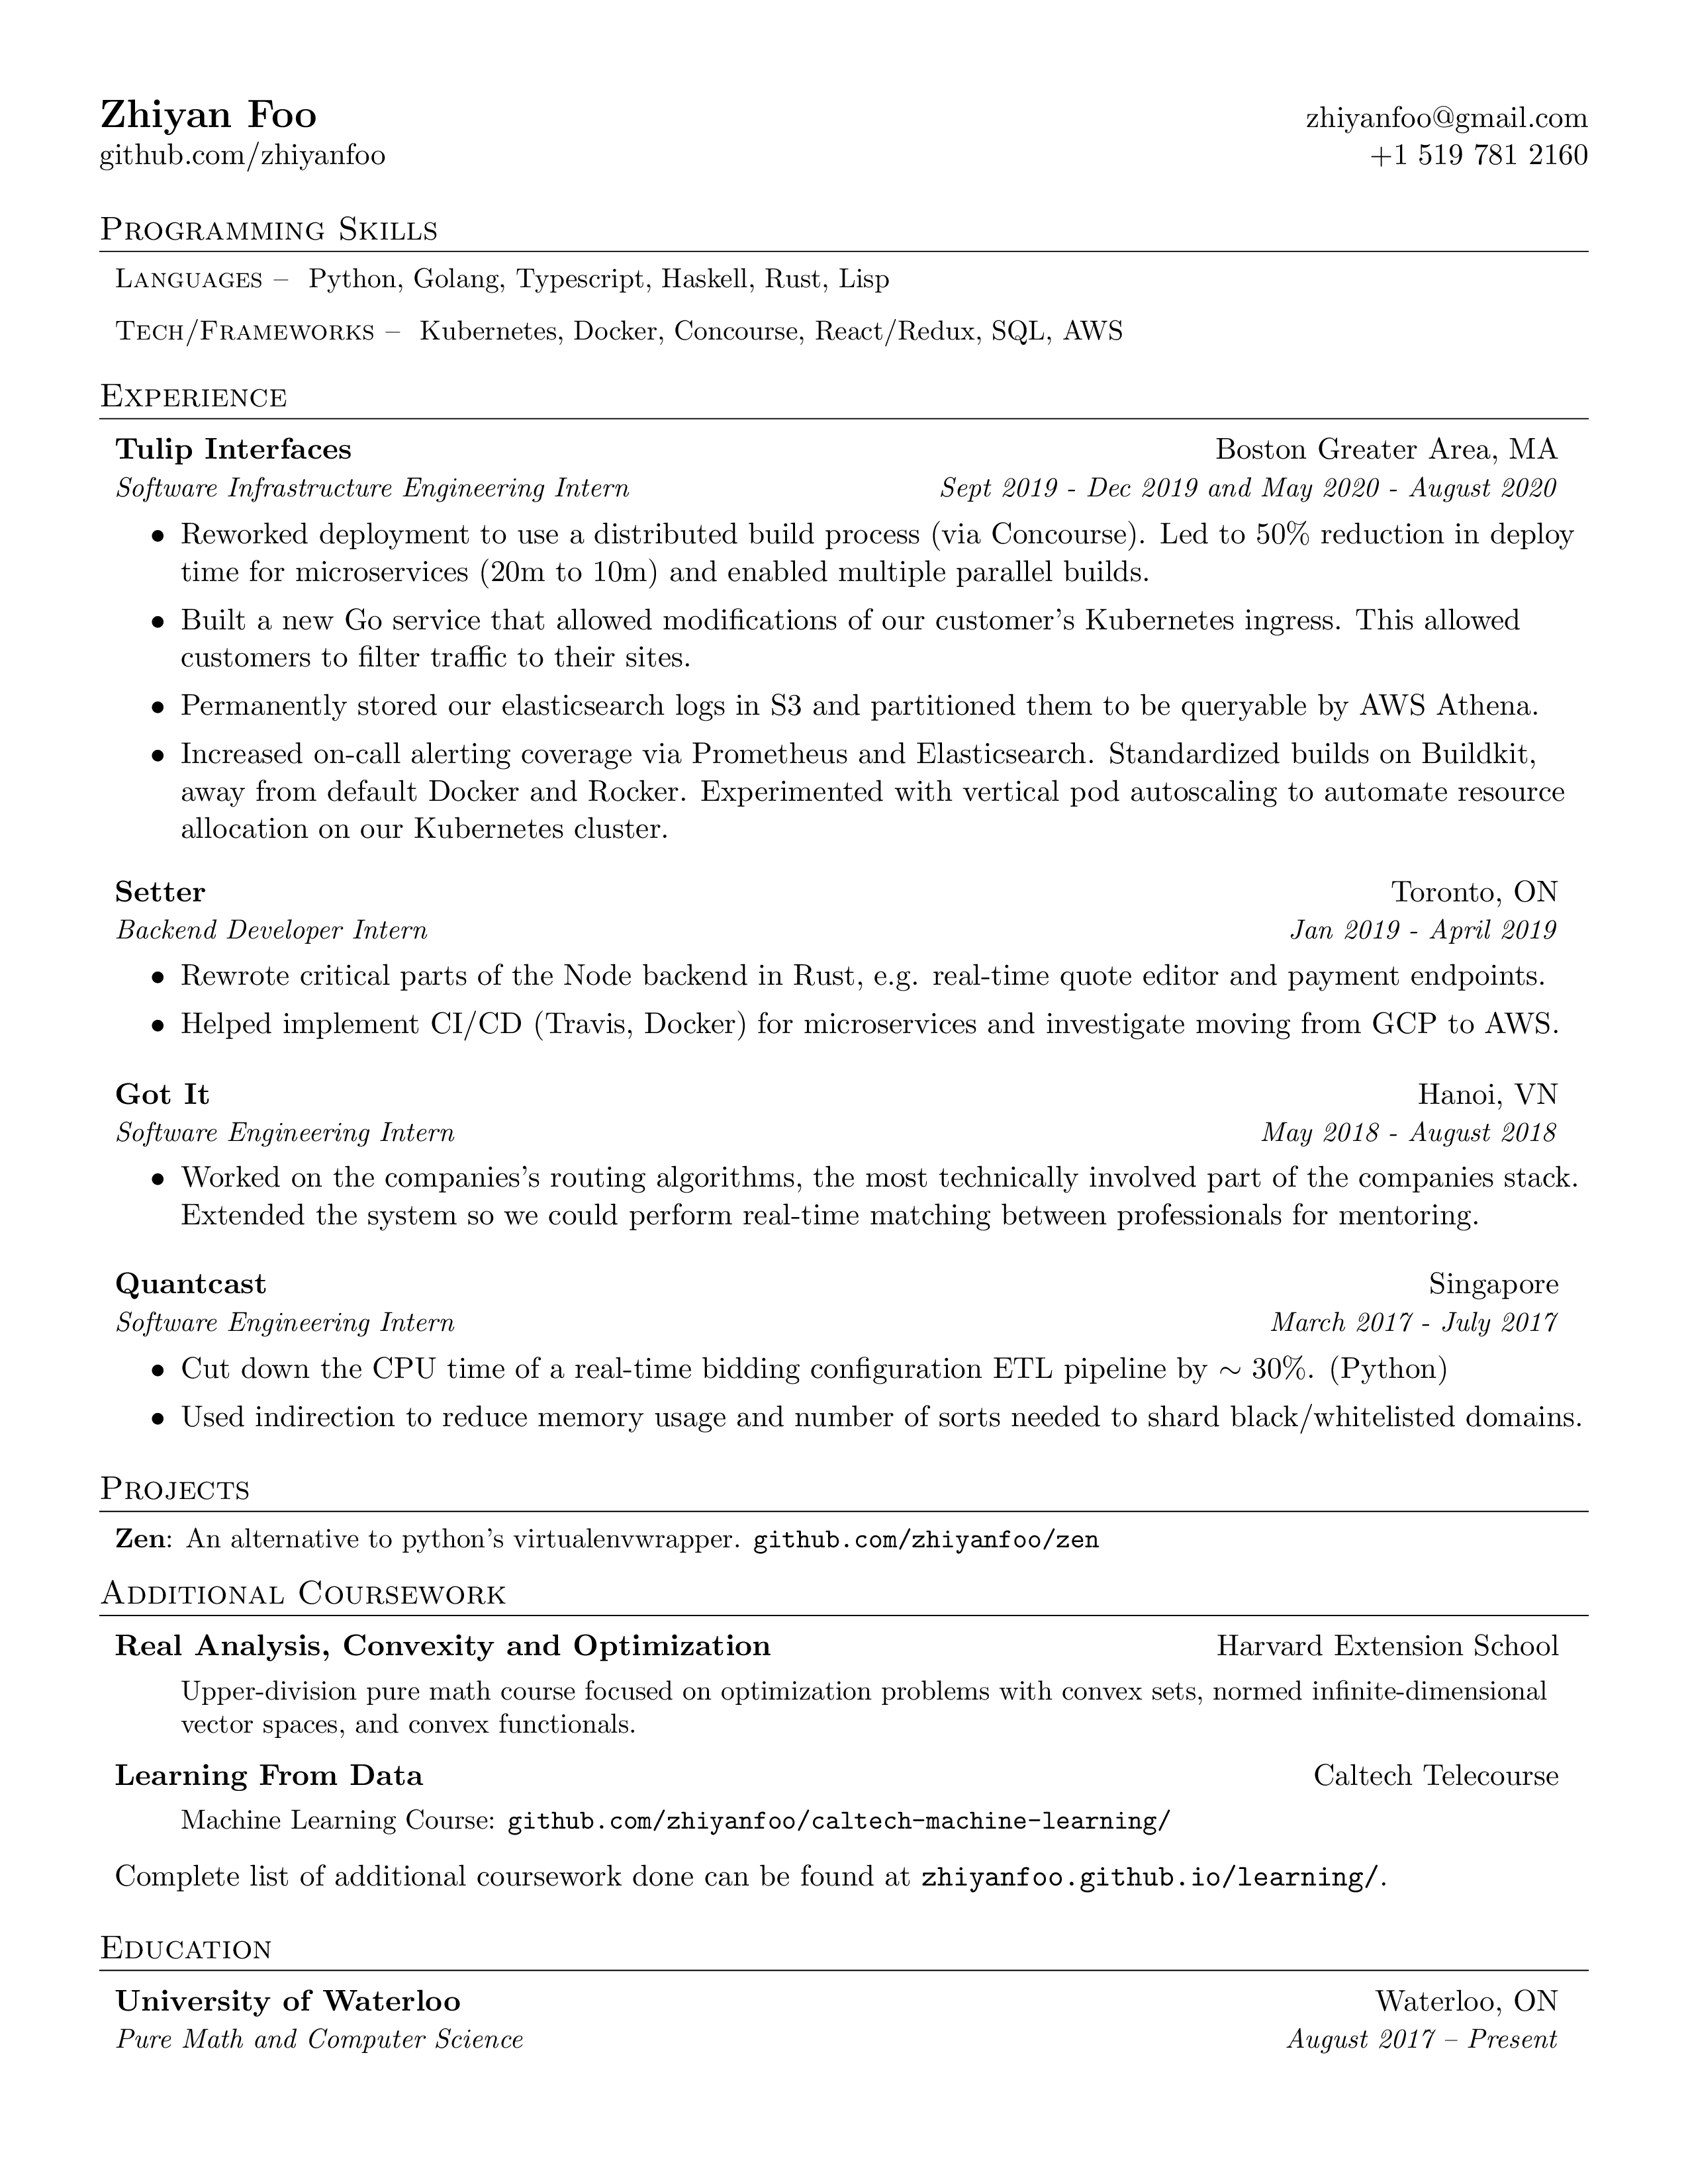 Zhiyan Foo
zhiyanfoo@gmail.com
github.com/zhiyanfoo
+1 519 781 2160
Programming Skills
Languages – Python, Golang, Typescript, Haskell, Rust, Lisp
Tech/Frameworks – Kubernetes, Docker, Concourse, React/Redux, SQL, AWS
Experience
Tulip Interfaces
Boston Greater Area, MA
Software Infrastructure Engineering Intern
Sept 2019 - Dec 2019 and May 2020 - August 2020
• Reworked deployment to use a distributed build process (via Concourse). Led to 50% reduction in deploy
time for microservices (20m to 10m) and enabled multiple parallel builds.
• Built a new Go service that allowed modifications of our customer's Kubernetes ingress. This allowed
customers to filter traffic to their sites.
• Permanently stored our elasticsearch logs in S3 and partitioned them to be queryable by AWS Athena.
• Increased on-call alerting coverage via Prometheus and Elasticsearch. Standardized builds on Buildkit,
away from default Docker and Rocker. Experimented with vertical pod autoscaling to automate resource
allocation on our Kubernetes cluster.
Setter
Toronto, ON
Backend Developer Intern
Jan 2019 - April 2019
• Rewrote critical parts of the Node backend in Rust, e.g. real-time quote editor and payment endpoints.
• Helped implement CI/CD (Travis, Docker) for microservices and investigate moving from GCP to AWS.
Got It
Hanoi, VN
Software Engineering Intern
May 2018 - August 2018
• Worked on the companies's routing algorithms, the most technically involved part of the companies stack.
Extended the system so we could perform real-time matching between professionals for mentoring.
Quantcast
Singapore
Software Engineering Intern
March 2017 - July 2017
• Cut down the CPU time of a real-time bidding configuration ETL pipeline by ∼ 30%. (Python)
• Used indirection to reduce memory usage and number of sorts needed to shard black/whitelisted domains.
Projects
Zen: An alternative to python's virtualenvwrapper. github.com/zhiyanfoo/zen
Additional Coursework
Real Analysis, Convexity and Optimization
Harvard Extension School
Upper-division pure math course focused on optimization problems with convex sets, normed infinite-dimensional
vector spaces, and convex functionals.
Learning From Data
Caltech Telecourse
Machine Learning Course: github.com/zhiyanfoo/caltech-machine-learning/
Complete list of additional coursework done can be found at zhiyanfoo.github.io/learning/.
Education
University of Waterloo
Waterloo, ON
Pure Math and Computer Science
August 2017 – Present